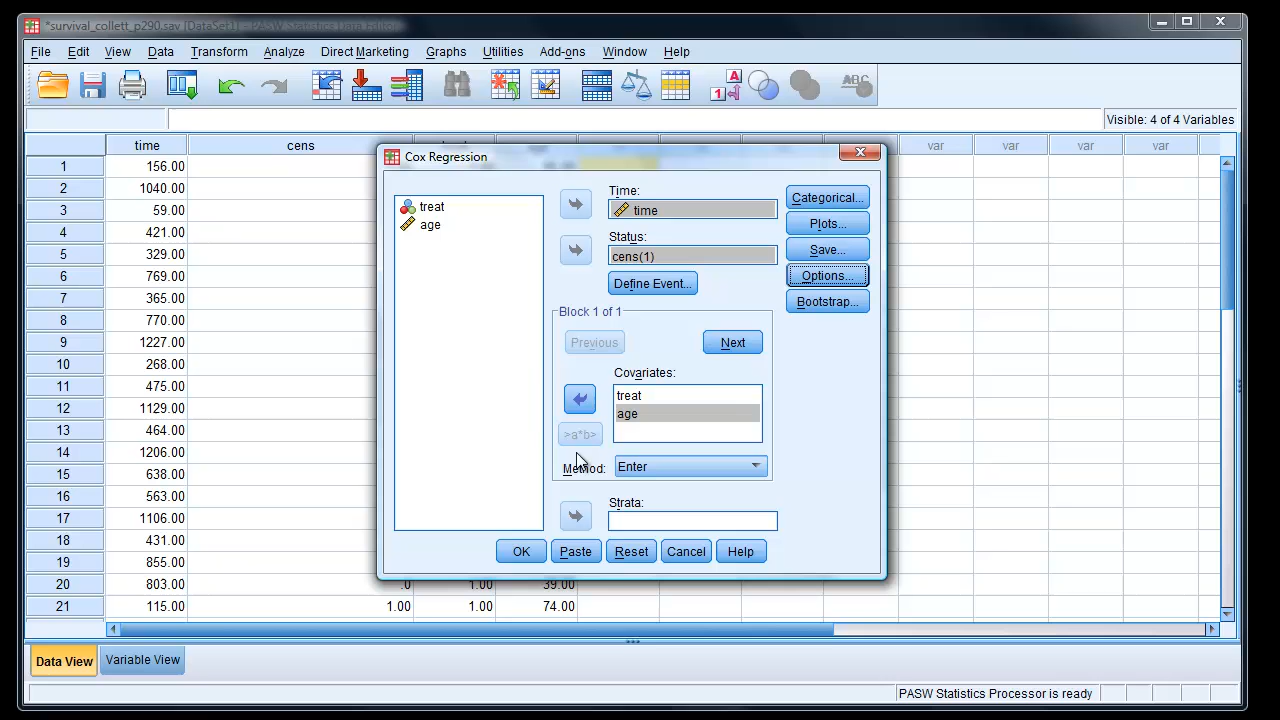 *survival_collett_p290.sav [DataSet1] - PASW Statistics Data Editor
File Edit View Data Transform Analyze Direct Marketing Graphs Utilities Add-ons Window Help
A
1
ABC
Visible: 4 of 4 Variables
time cens var var var var
1 156.00
2 1040.00
3 59.00
4 421.00
5 329.00
6 769.00
7 365.00
8 770.00
9 1227.00
10 268.00
11 475.00
12 1129.00
13 464.00
14 1206.00
15 638.00
16 563.00
17 1106.00
18 431.00
19 855.00
20 803.00 .0 1.00 39.00
21 115.00 1.00 1.00 74.00
Cox Regression
treat
age
Time:
time
Status:
cens(1)
Define Event...
Block 1 of 1
Previous Next
Covariates:
treat
age
>a*b>
Method: Enter
Strata:
Categorical...
Plots...
Save...
Options...
Bootstrap...
OK Paste Reset Cancel Help
Data View Variable View
PASW Statistics Processor is ready